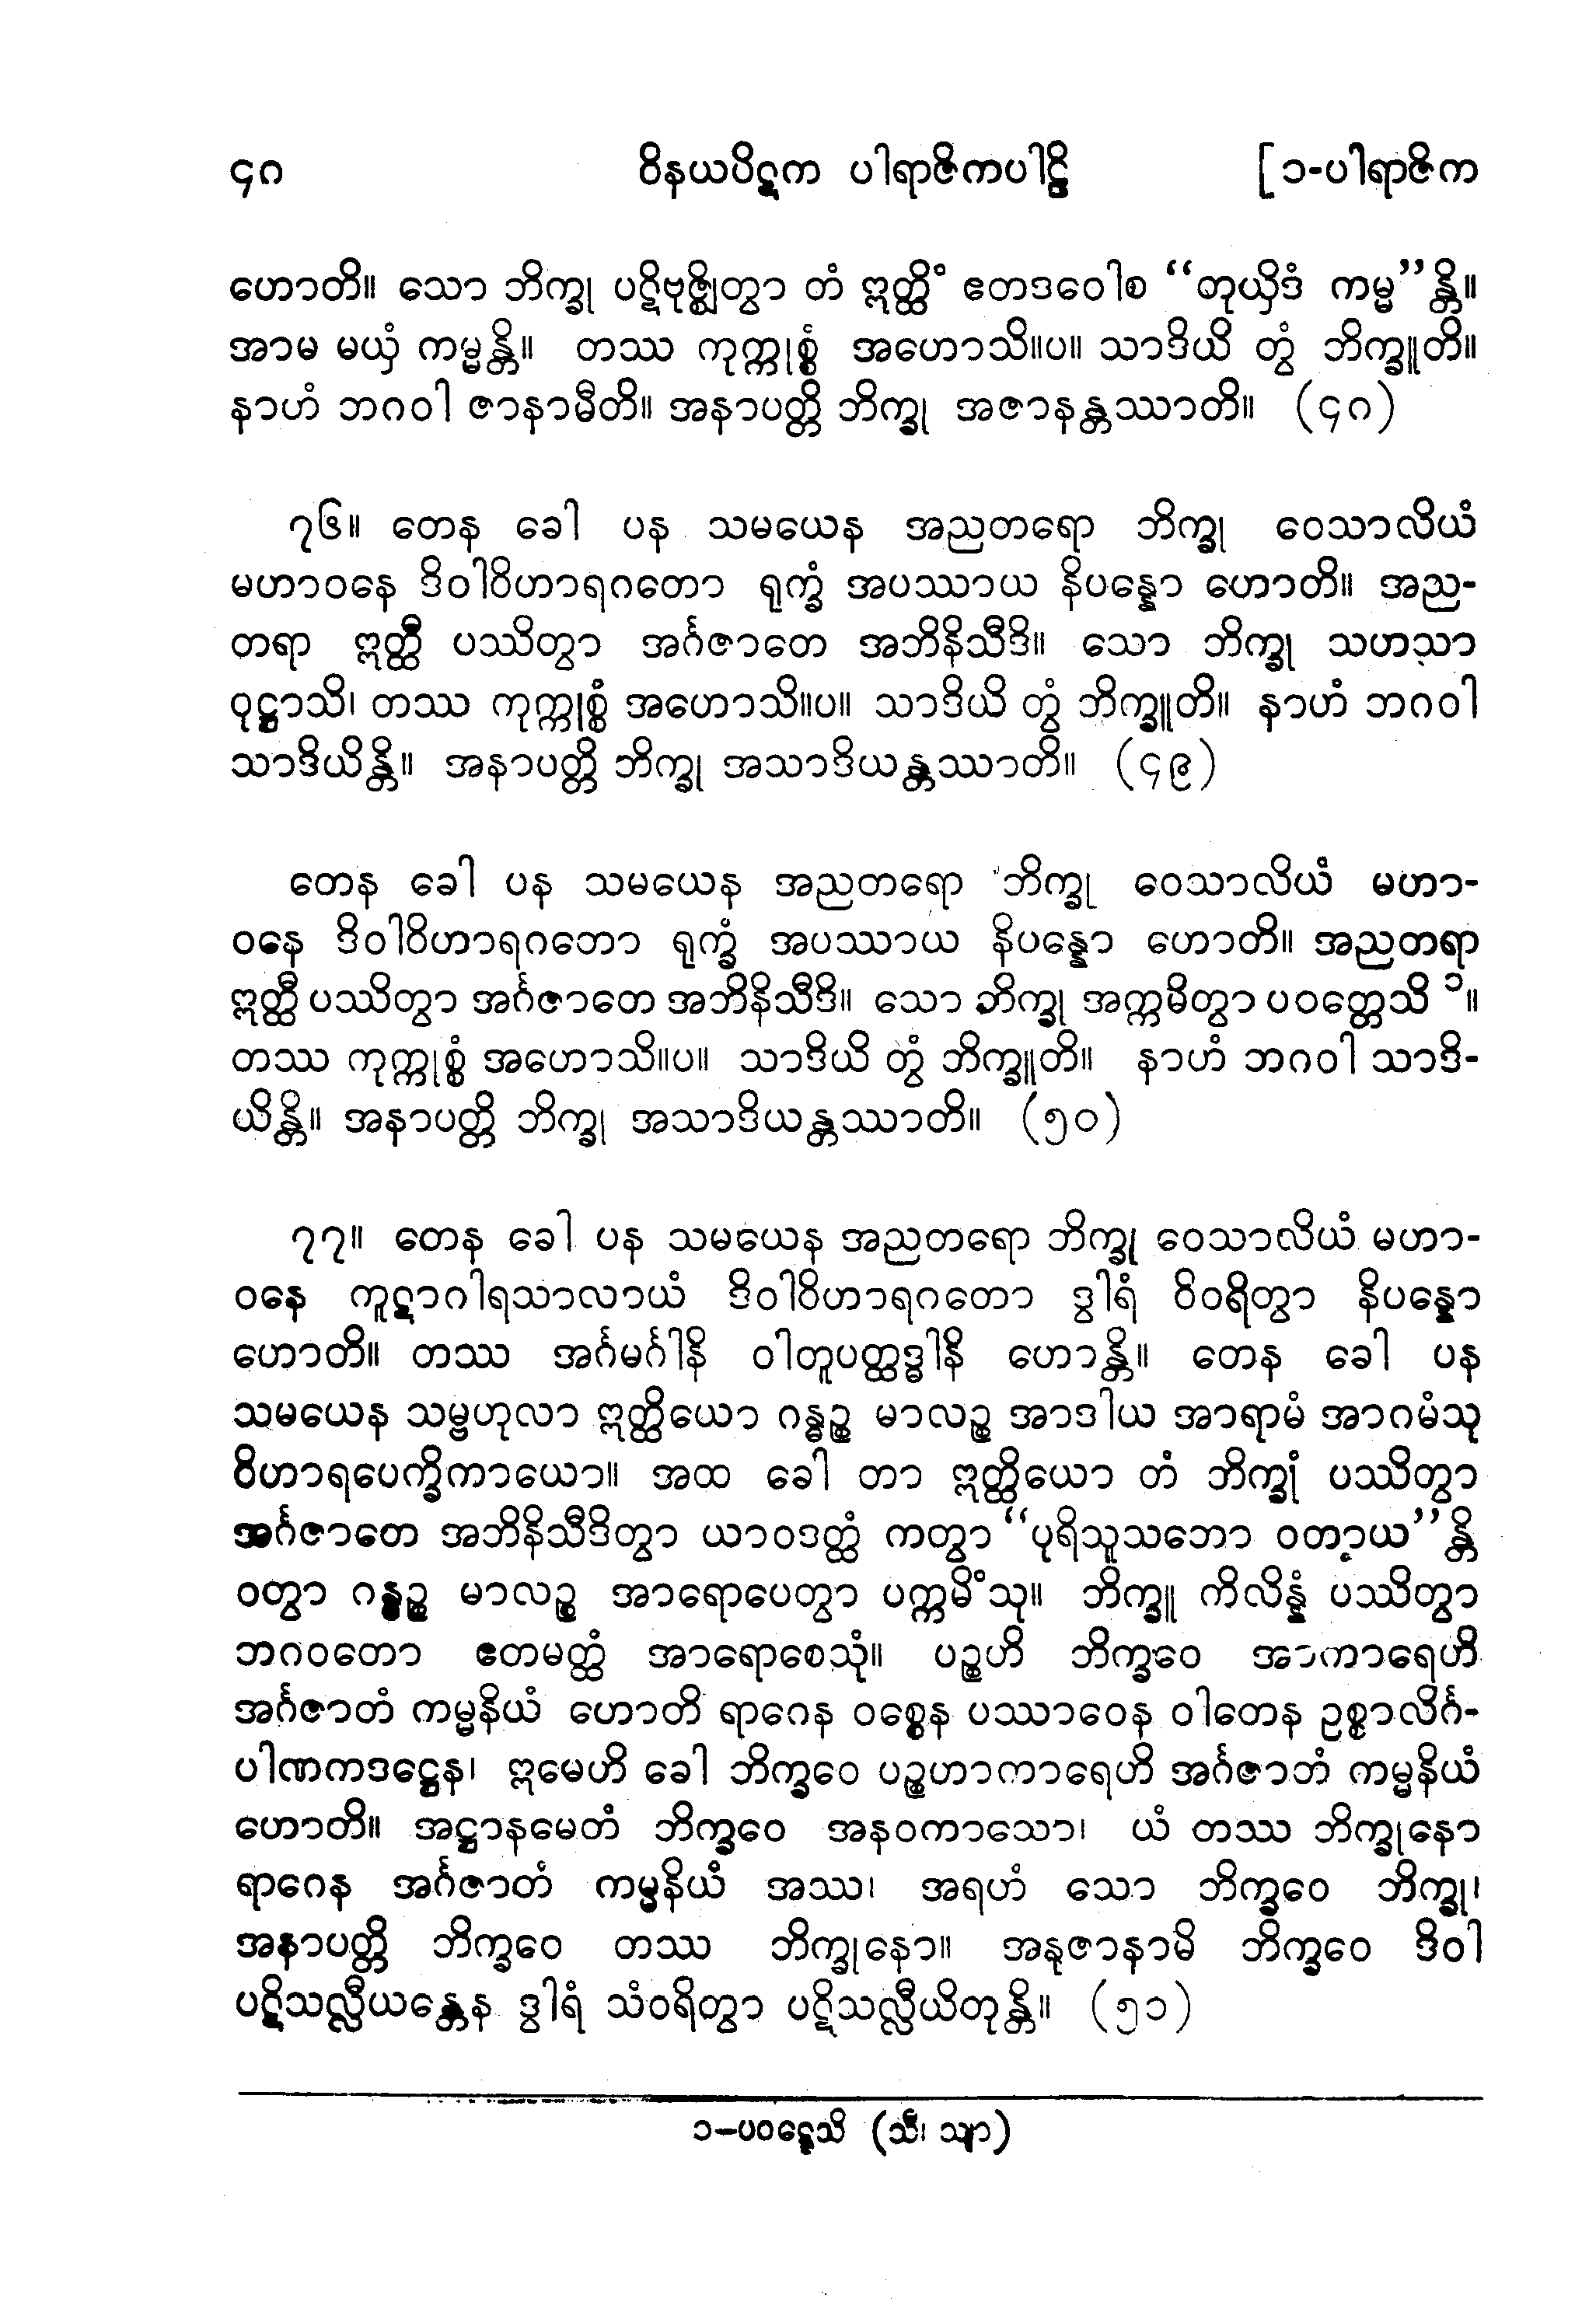 ၄ဂ ဝိနယပိဋက ပါရာဇိကပါဠိ [ ၁-ပါရာဇိက
ဟောတိ။ သော ဘိက္ခု ပဋိဗုဇ္ဈိတွာ တံ ဣတ္ထိံ ဧတဒဝေါစ “တုယှိဒံ ကမ္မ”န္တိ။
အာမ မယှံ ကမ္မန္တိ။ တဿ ကုက္ကုစ္စံ အဟောသိ။ပ။ သာဒိယိ တွံ ဘိက္ခူတိ။
နာဟံ ဘဂဝါ ဇာနာမီတိ။ အနာပတ္တိ ဘိက္ခု အဇာနန္တဿာတိ။ (၄ဂ)
၇၆။ တေန ခေါ ပန သမယေန အညတရော ဘိက္ခု ဝေသာလိယံ
မဟာဝနေ ဒိဝါဝိဟာရဂတော ရုက္ခံ အပဿာယ နိပန္နော ဟောတိ။ အည-
တရာ ဣတ္ထီ ပဿိတွာ အင်္ဂဇာတေ အဘိနိသီဒိ။ သော ဘိက္ခု သဟသာ
ဝုဋ္ဌာသိ၊ တဿ ကုက္ကုစ္စံ အဟောသိ။ပ။ သာဒိယိ တွံ ဘိက္ခူတိ။ နာဟံ ဘဂဝါ
သာဒိယိန္တိ။ အနာပတ္တိ ဘိက္ခု အသာဒိယန္တဿာတိ။ (၄၉)
တေန ခေါ ပန သမယေန အညတရော ဘိက္ခု ဝေသာလိယံ မဟာ-
ဝနေ ဒိဝါဝိဟာရဂတော ရုက္ခံ အပဿာယ နိပန္နော ဟောတိ။ အညတရာ
ဣတ္ထီ ပဿိတွာ အင်္ဂဇာတေ အဘိနိသီဒိ။ သော ဘိက္ခု အက္ကမိတွာ ပဝတ္တေသိ ၁။
တဿ ကုက္ကုစ္စံ အဟောသိ။ပ။ သာဒိယိ တွံ ဘိက္ခူတိ။ နာဟံ ဘဂဝါ သာဒိ-
ယိန္တိ။ အနာပတ္တိ ဘိက္ခု အသာဒိယန္တဿာတိ။ (၅၀)
၇၇။ တေန ခေါ ပန သမယေန အညတရော ဘိက္ခု ဝေသာလိယံ မဟာ-
ဝနေ ကူဋာဂါရသာလာယံ ဒိဝါဝိဟာရဂတော ဒွါရံ ဝိဝရိတွာ နိပန္နော
ဟောတိ။ တဿ အင်္ဂမင်္ဂါနိ ဝါတူပတ္ထဒ္ဓါနိ ဟောန္တိ။ တေန ခေါ ပန
သမယေန သမ္ဗဟုလာ ဣတ္ထိယော ဂန္ဓဉ္စ မာလဉ္စ အာဒါယ အာရာမံ အာဂမံသု
ဝိဟာရပေက္ခိကာယော။ အထ ခေါ တာ ဣတ္ထိယော တံ ဘိက္ခုံ ပဿိတွာ
အင်္ဂဇာတေ အဘိနိသီဒိတွာ ယာဝဒတ္ထံ ကတွာ “ပုရိသူသဘော ဝတာယ”န္တိ
ဝတွာ ဂန္ဓဉ္စ မာလဉ္စ အာရောပေတွာ ပက္ကမိံသု။ ဘိက္ခူ ကိလိန္နံ ပဿိတွာ
ဘဂဝတော ဧတမတ္ထံ အာရောစေသုံ။ ပဉ္စဟိ ဘိက္ခဝေ အာကာရေဟိ
အင်္ဂဇာတံ ကမ္မနိယံ ဟောတိ ရာဂေန ဝစ္စေန ပဿာဝေန ဝါတေန ဥစ္စာလိင်္ဂ-
ပါဏကဒဋ္ဌေန၊ ဣမေဟိ ခေါ ဘိက္ခဝေ ပဉ္စဟာကာရေဟိ အင်္ဂဇာတံ ကမ္မနိယံ
ဟောတိ။ အဋ္ဌာနမေတံ ဘိက္ခဝေ အနဝကာသော၊ ယံ တဿ ဘိက္ခုနော
ရာဂေန အင်္ဂဇာတံ ကမ္မနိယံ အဿ၊ အရဟံ သော ဘိက္ခဝေ ဘိက္ခု၊
အနာပတ္တိ ဘိက္ခဝေ တဿ ဘိက္ခုနော။ အနုဇာနာမိ ဘိက္ခဝေ ဒိဝါ
ပဋိသလ္လီယန္တေန ဒွါရံ သံဝရိတွာ ပဋိသလ္လီယိတုန္တိ။ (၅၁)
၁–ပဝဋ္ဋေသိ (သီ၊ သျာ)